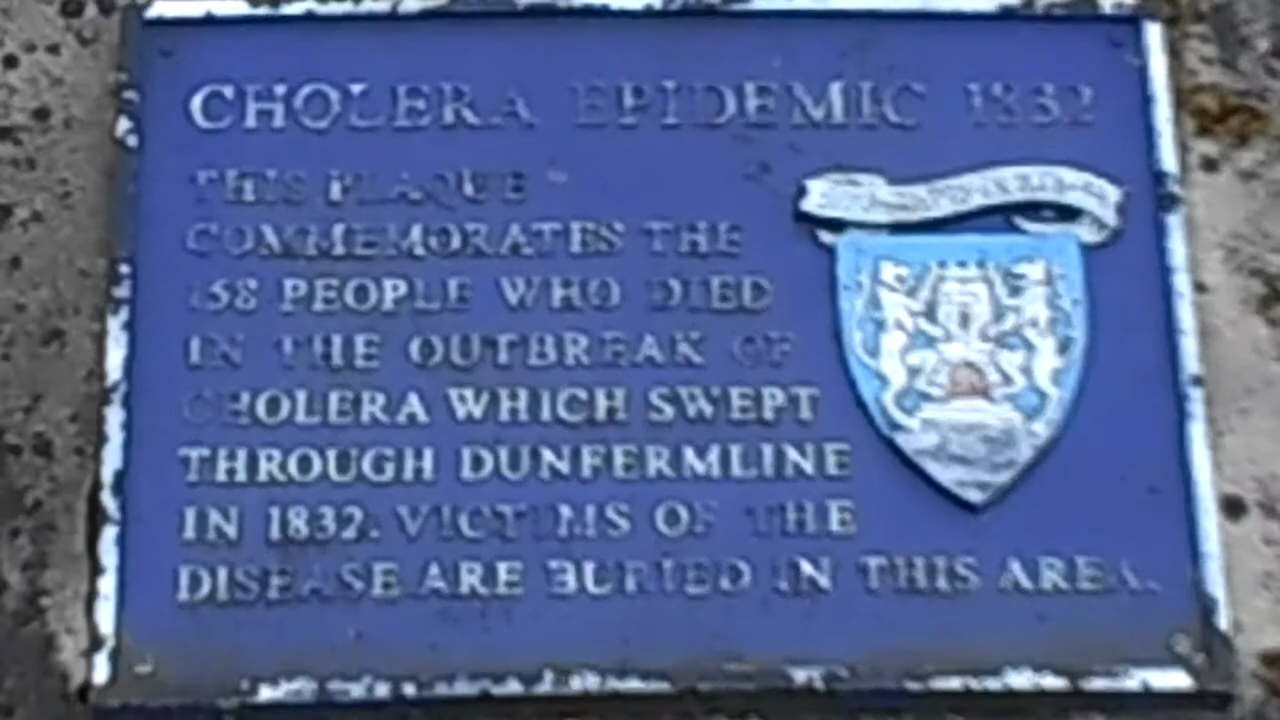 CHOLERA EPIDEMIC 1832
THIS PLAQUE
COMMEMORATES THE
158 PEOPLE WHO DIED
IN THE OUTBREAK OF
CHOLERA WHICH SWEPT
THROUGH DUNFERMLINE
IN 1832. VICTIMS OF THE
DISEASE ARE BURIED IN THIS AREA.